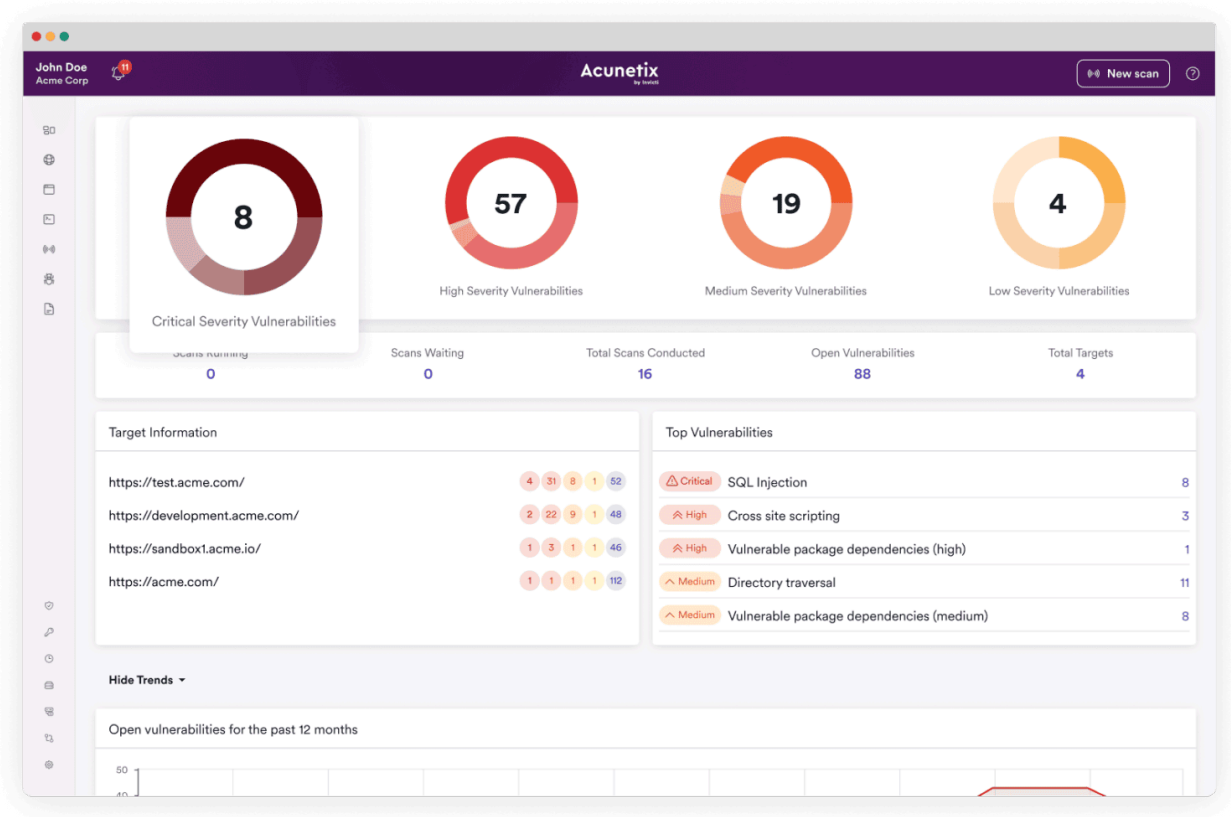 John Doe
Acme Corp
11
Acunetix
by Invicti
New scan
8
Critical Severity Vulnerabilities
57
High Severity Vulnerabilities
19
Medium Severity Vulnerabilities
4
Low Severity Vulnerabilities
Scans Running
0
Scans Waiting
0
Total Scans Conducted
16
Open Vulnerabilities
88
Total Targets
4
Target Information
https://test.acme.com/ 4 31 8 1 52
https://development.acme.com/ 2 22 9 1 48
https://sandbox1.acme.io/ 1 3 1 1 46
https://acme.com/ 1 1 1 1 112
Top Vulnerabilities
Critical SQL Injection 8
High Cross site scripting 3
High Vulnerable package dependencies (high) 1
Medium Directory traversal 11
Medium Vulnerable package dependencies (medium) 8
Hide Trends
Open vulnerabilities for the past 12 months
50
40